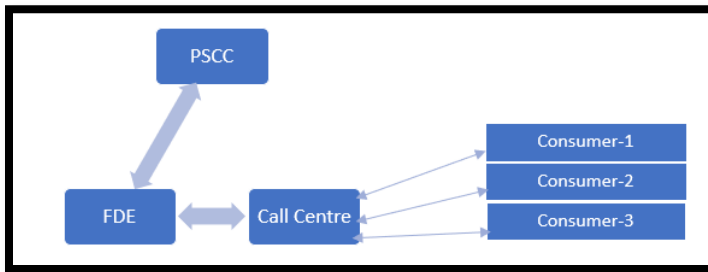 PSCC
Consumer-1
Consumer-2
FDE
Call Centre
Consumer-3